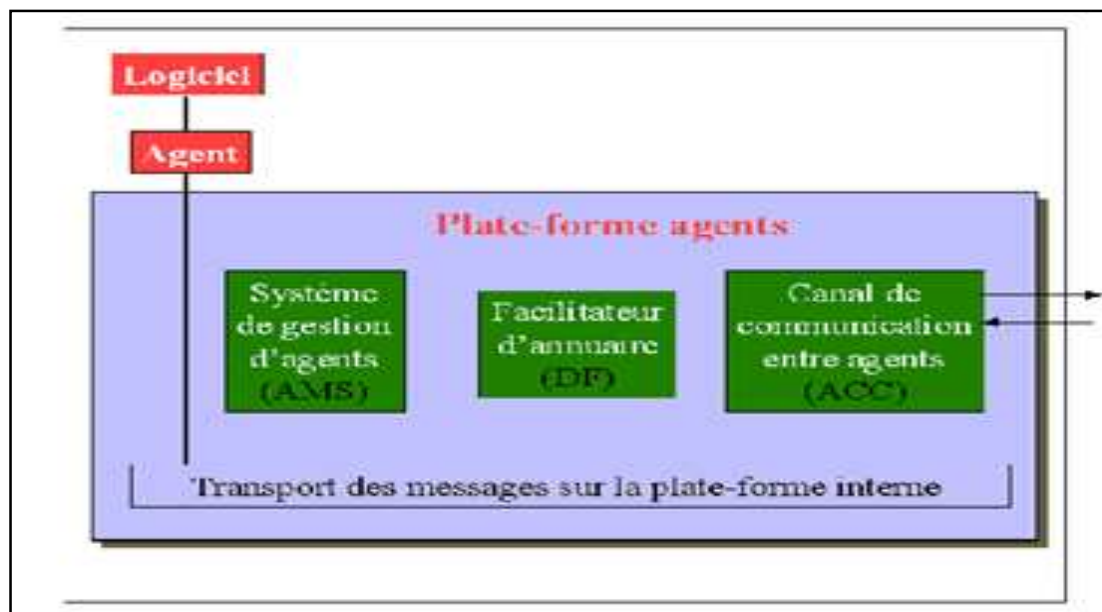 Logiciel
Agent
Plate-forme agents
Système
de gestion
d'agents
(AMS)
Facilitateur
d'annuaire
(DF)
Canal de
communication
entre agents
(ACC)
Transport des messages sur la plate-forme interne